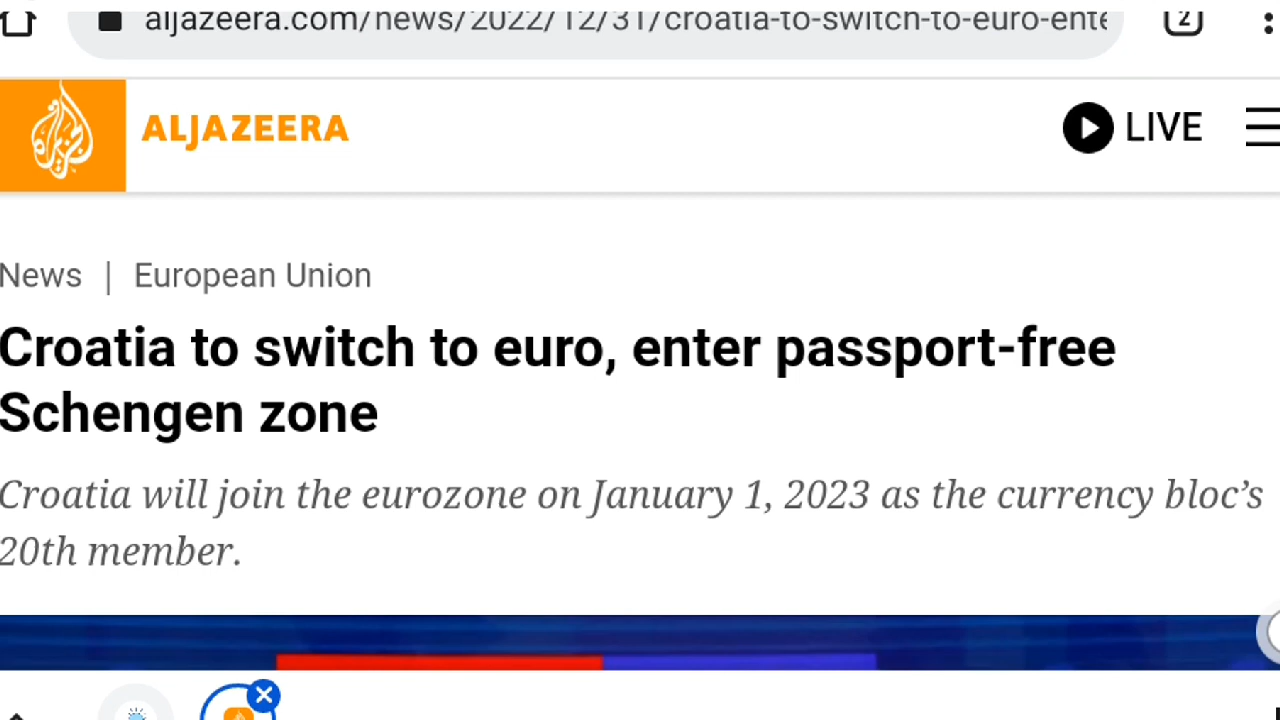 aljazeera.com/news/2022/12/31/croatia-to-switch-to-euro-ente
2
ALJAZEERA
LIVE
News | European Union
Croatia to switch to euro, enter passport-free
Schengen zone
Croatia will join the eurozone on January 1, 2023 as the currency bloc’s
20th member.